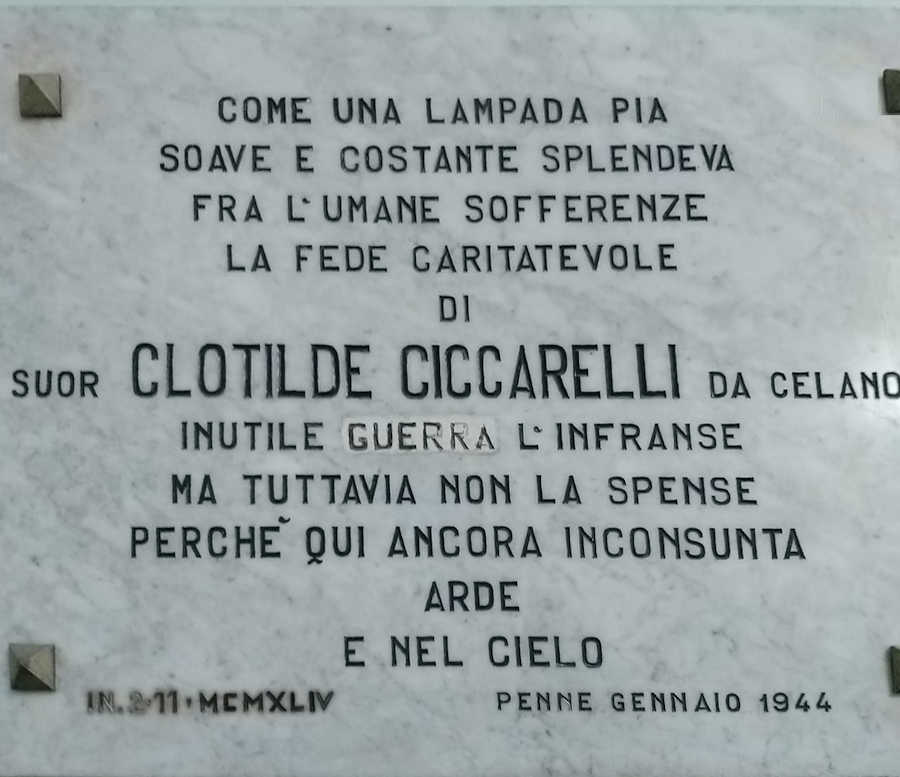 COME UNA LAMPADA PIA
SOAVE E COSTANTE SPLENDEVA
FRA L'UMANE SOFFERENZE
LA FEDE CARITATEVOLE
DI
SUOR CLOTILDE CICCARELLI DA CELANO
INUTILE GUERRA L'INFRANSE
MA TUTTAVIA NON LA SPENSE
PERCHE` QUI ANCORA INCONSUNTA
ARDE
E NEL CIELO
IN. 2·11·MCMXLIV PENNE GENNAIO 1944